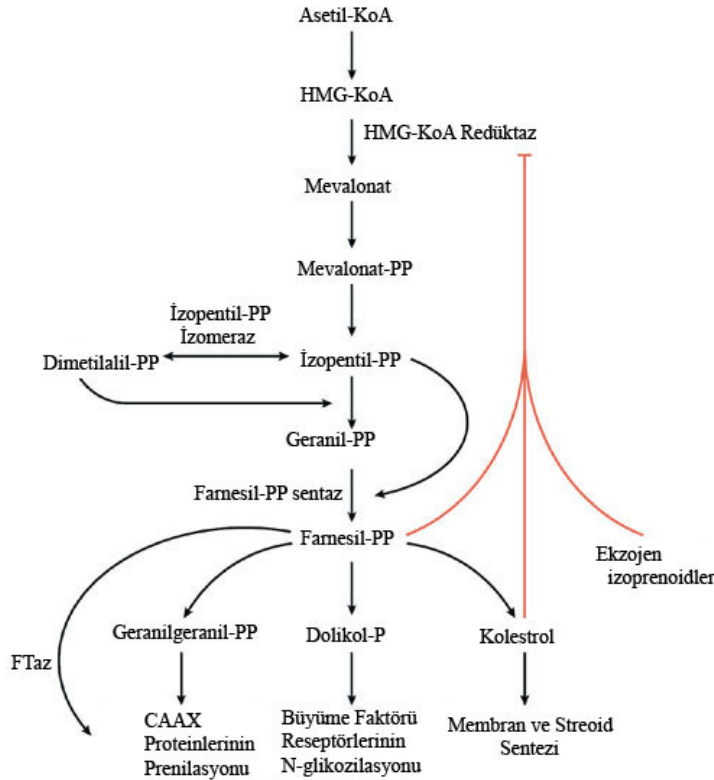 Asetil-KoA
HMG-KoA
HMG-KoA Redüktaz
Mevalonat
Mevalonat-PP
İzopentil-PP
İzomeraz
Dimetilalil-PP
İzopentil-PP
Geranil-PP
Farnesil-PP sentaz
Farnesil-PP
Ekzojen
izoprenoidler
Geranilgeranil-PP
Dolikol-P
Kolestrol
FTaz
CAAX
Proteinlerinin
Prenilasyonu
Büyüme Faktörü
Reseptörlerinin
N-glikozilasyonu
Membran ve Streoid
Sentezi